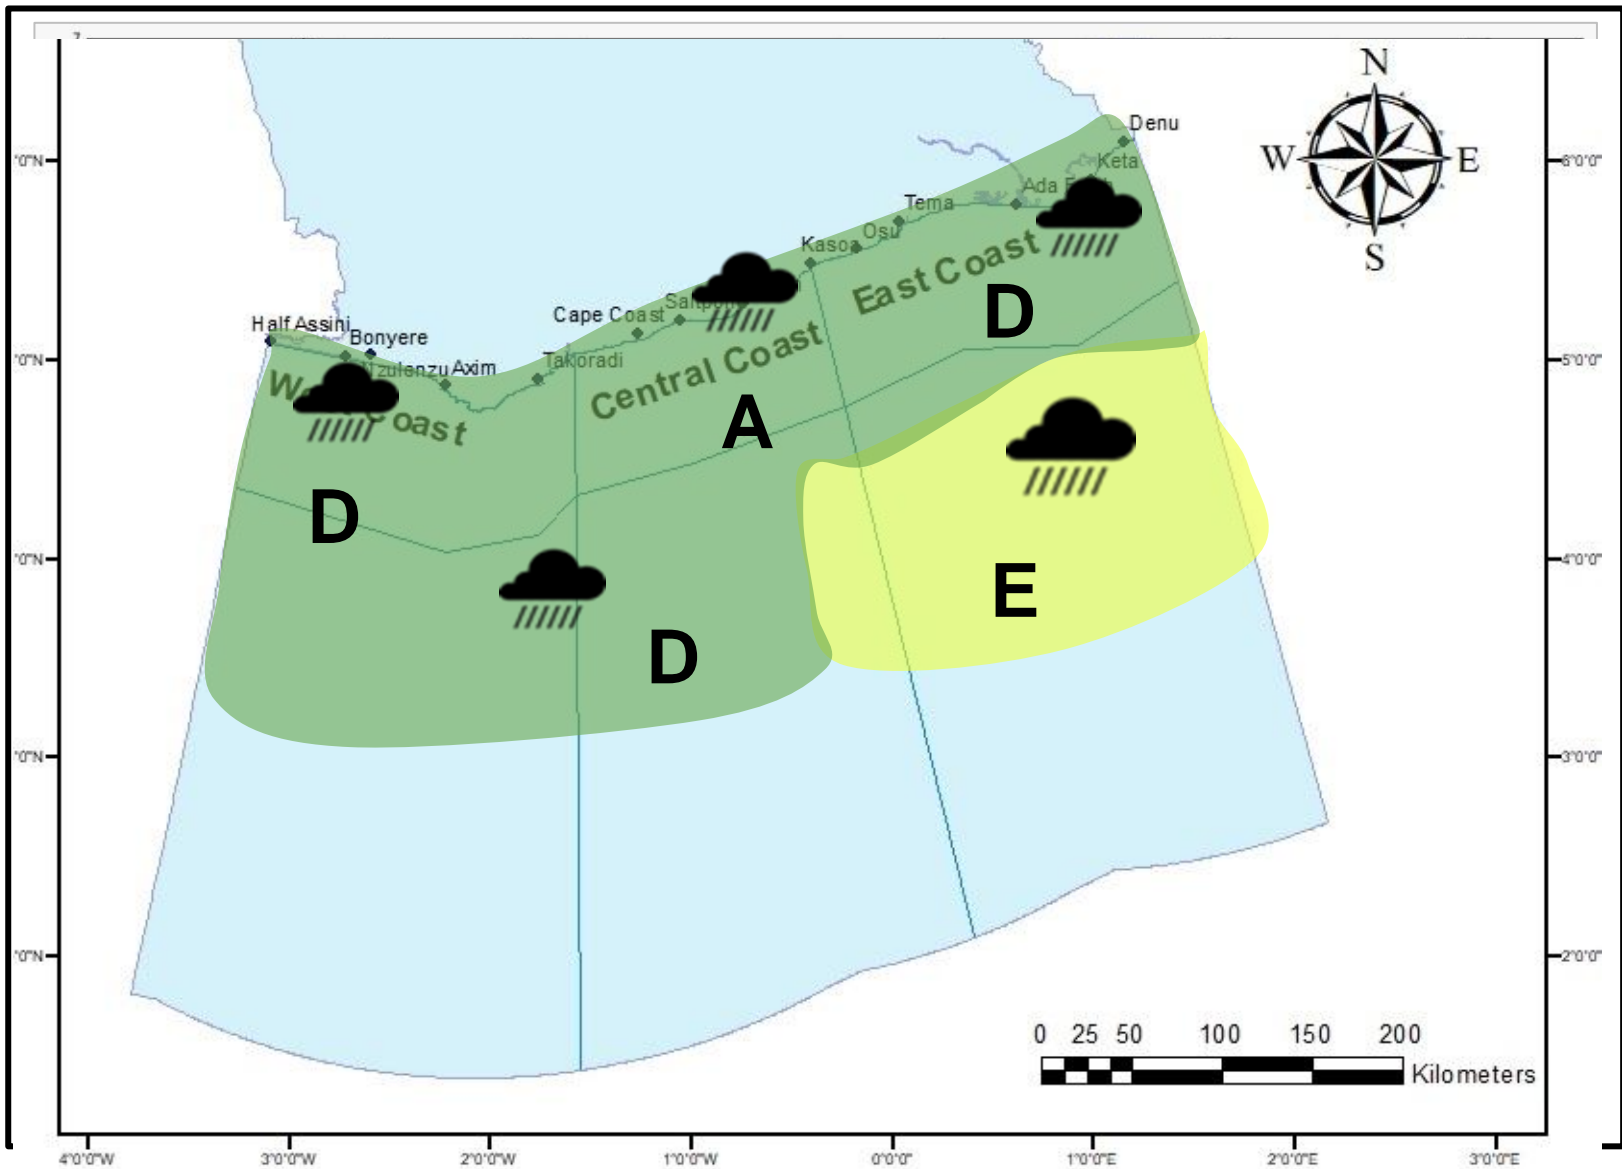 N
W E
S
Denu
Keta
Tema
Osu
Kasoa
East Coast
D
Cape Coast
Half Assini
Bonyere
Nzulenzu
Axim
Takoradi
Central Coast
Coast
A
D
E
D
6°0'0"
5°0'0"
4°0'0"
3°0'0"
2°0'0"
0 25 50 100 150 200
Kilometers
4°0'0"W 3°0'0"W 2°0'0"W 1°0'0"W 0°0'0" 1°0'0"E 2°0'0"E 3°0'0"E